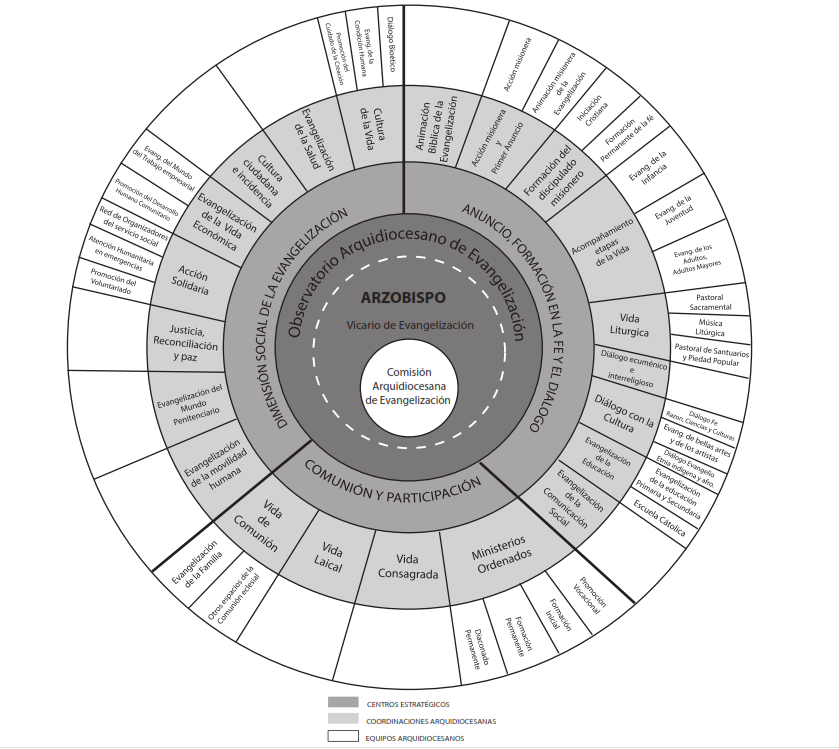 Observatorio Arquidiocesano de Evangelización
ARZOBISPO
Vicario de Evangelización
Comisión
Arquidiocesana
de Evangelización
ANUNCIO, FORMACIÓN EN LA FE Y EL DIALOGO
COMUNIÓN Y PARTICIPACIÓN
DIMENSIÓN SOCIAL DE LA EVANGELIZACIÓN
Animación
Bíblica de la
Evangelización
Acción misionera
y
Primer Anuncio
Formación del
discipulado
misionero
Acompañamiento
etapas
de la Vida
Vida
Liturgica
Diálogo ecuménico
e
interreligioso
Diálogo con la
Cultura
Evangelización
de la
Educación
Evangelización
de la
Comunicación
Social
Ministerios
Ordenados
Vida
Consagrada
Vida
Laical
Vida
de
Comunión
Evangelización
de la movilidad
humana
Evangelización del
Mundo
Penitenciario
Justicia,
Reconciliación
y paz
Acción
Solidaria
Evangelización
de la Vida
Económica
Cultura
ciudadana
e incidencia
Evangelización
de la Salud
Cultura
de la Vida
Acción misionera
Animación misionera
de la
Evangelización
Iniciación
Cristiana
Formación
Permanente de la fé
Evang. de la
Infancia
Evang. de la
Juventud
Evang. de los
Adultos,
Adultos Mayores
Pastoral
Sacramental
Música
Litúrgica
Pastoral de Santuarios
y Piedad Popular
Diálogo Fe
Razon, Ciencias y Culturas
Evang. de bellas artes
y de los artistas
Diálogo Evangelio
Etnia indígena y afro.
Evangelización
de la educación
Primaria y Secundaria
Escuela Católica
Promoción
Vocacional
Formación
Inicial
Formación
Permanente
Diaconado
Permanente
Otros espacios de la
Comunión eclesial
Evangelización
de la Familia
Promoción del
Voluntariado
Atención Humanitaria
en emergencias
Red de Organizadores
del servicio social
Promoción del Desarrollo
Humano Comunitario
Evang. del Mundo
del Trabajo empresarial
Promoción del
Cuidado de la Creación
Evang. de la
Condición Humana
Diálogo Bioético
CENTROS ESTRATÉGICOS
COORDINACIONES ARQUIDIOCESANAS
EQUIPOS ARQUIDIOCESANOS